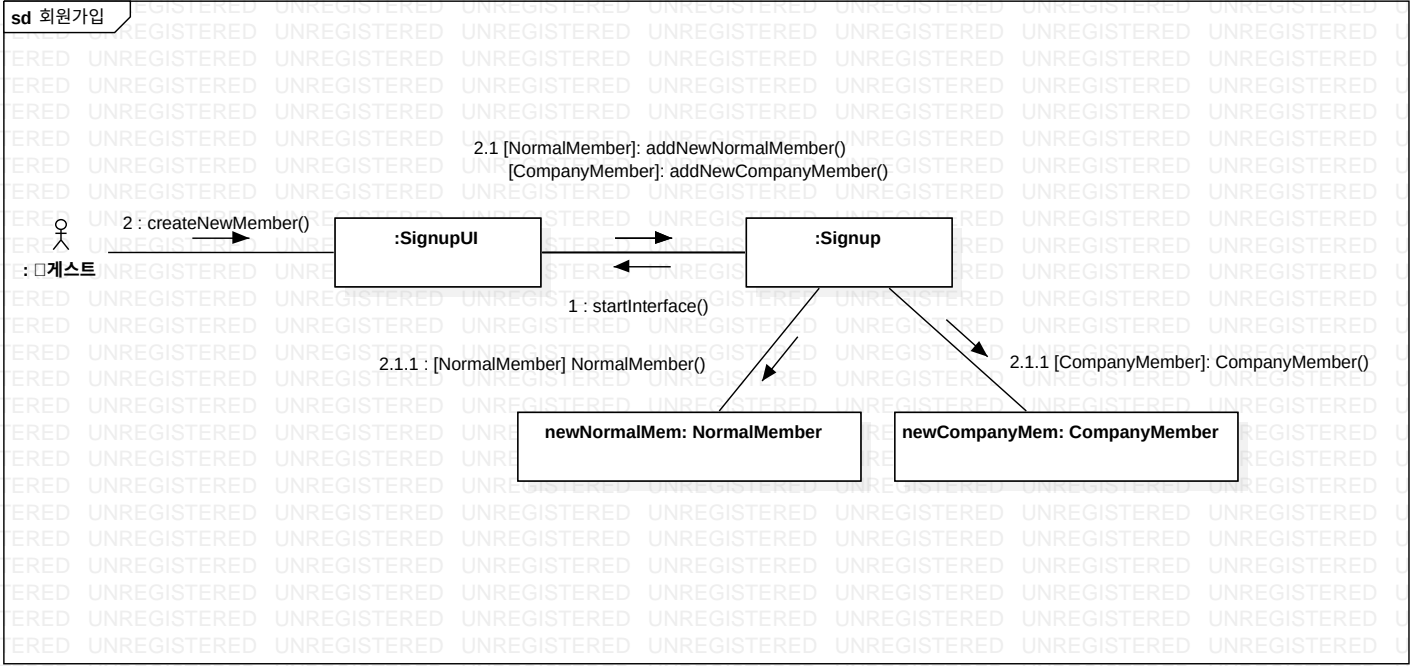 sd 회원가입
2.1 [NormalMember]: addNewNormalMember()
[CompanyMember]: addNewCompanyMember()
2 : createNewMember()
:SignupUI
:Signup
: 게스트
1 : startInterface()
2.1.1 : [NormalMember] NormalMember()
2.1.1 [CompanyMember]: CompanyMember()
newNormalMem: NormalMember
newCompanyMem: CompanyMember
UNREGISTERED